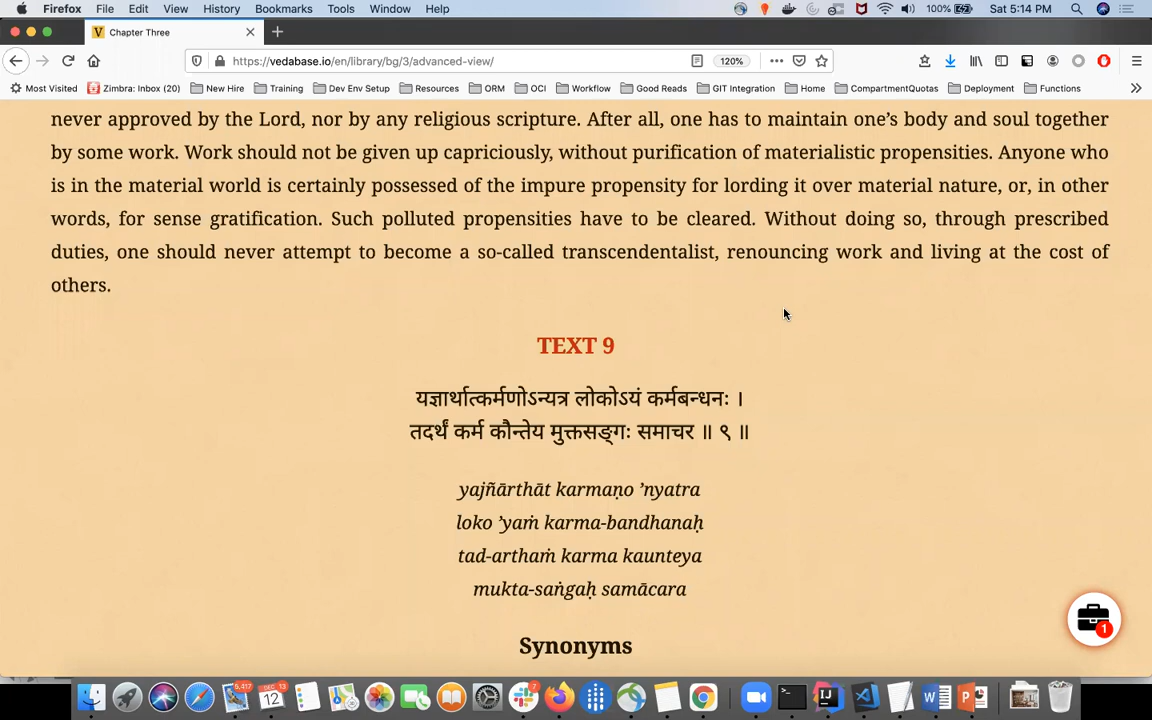 Firefox File Edit View History Bookmarks Tools Window Help 100% Sat 5:14 PM
Chapter Three
https://vedabase.io/en/library/bg/3/advanced-view/ 120%
Most Visited Zimbra: Inbox (20) New Hire Training Dev Env Setup Resources ORM OCI Workflow Good Reads GIT Integration Home CompartmentQuotas Deployment Functions
never approved by the Lord, nor by any religious scripture. After all, one has to maintain one’s body and soul together
by some work. Work should not be given up capriciously, without purification of materialistic propensities. Anyone who
is in the material world is certainly possessed of the impure propensity for lording it over material nature, or, in other
words, for sense gratification. Such polluted propensities have to be cleared. Without doing so, through prescribed
duties, one should never attempt to become a so-called transcendentalist, renouncing work and living at the cost of
others.
TEXT 9
यज्ञार्थात्कर्मणोऽन्यत्र लोकोऽयं कर्मबन्धनः ।
तदर्थं कर्म कौन्तेय मुक्तसङ्गः समाचर ॥ ९ ॥
yajñārthāt karmaṇo ’nyatra
loko ’yaṁ karma-bandhanaḥ
tad-arthaṁ karma kaunteya
mukta-saṅgaḥ samācara
Synonyms
1